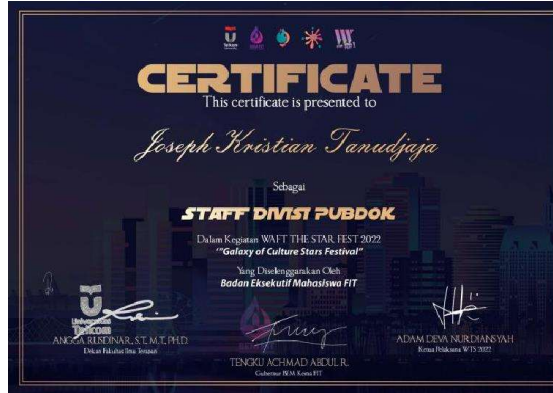 CERTIFICATE
This certificate is presented to
Joseph Kristian Tanudjaja
Sebagai
STAFF DIVISI PUBDOK
Dalam Kegiatan WAFT THE STAR FEST 2022
"Galaxy of Culture Stars Festival"
Yang Diselenggarakan Oleh
Badan Eksekutif Mahasiswa FIT
Universitas
Telkom
ANGGA RUSDINAR, S.T, M.T, PH.D.
Dekan Fakultas Ilmu Terapan
TENGKU ACHMAD ABDUL R.
Gubernur BEM Kema FIT
ADAM DEVA NURDIANSYAH
Ketua Pelaksana WTS 2022